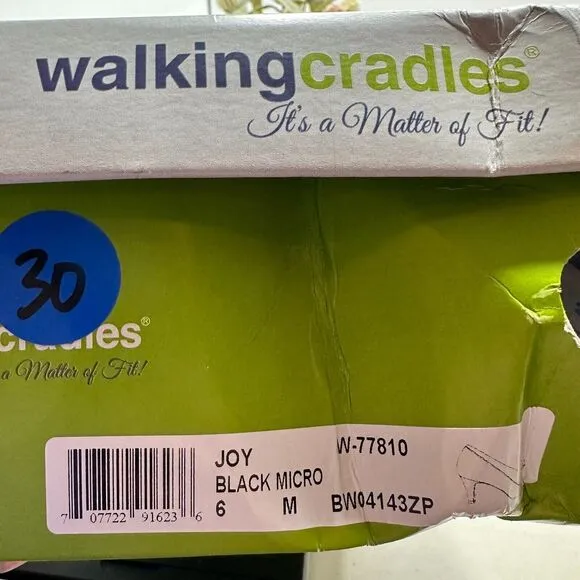 walkingcradles®
It's a Matter of Fit!
30
cradles®
a Matter of Fit!
JOY W-77810
BLACK MICRO
6 M BW04143ZP
7 07722 91623 6